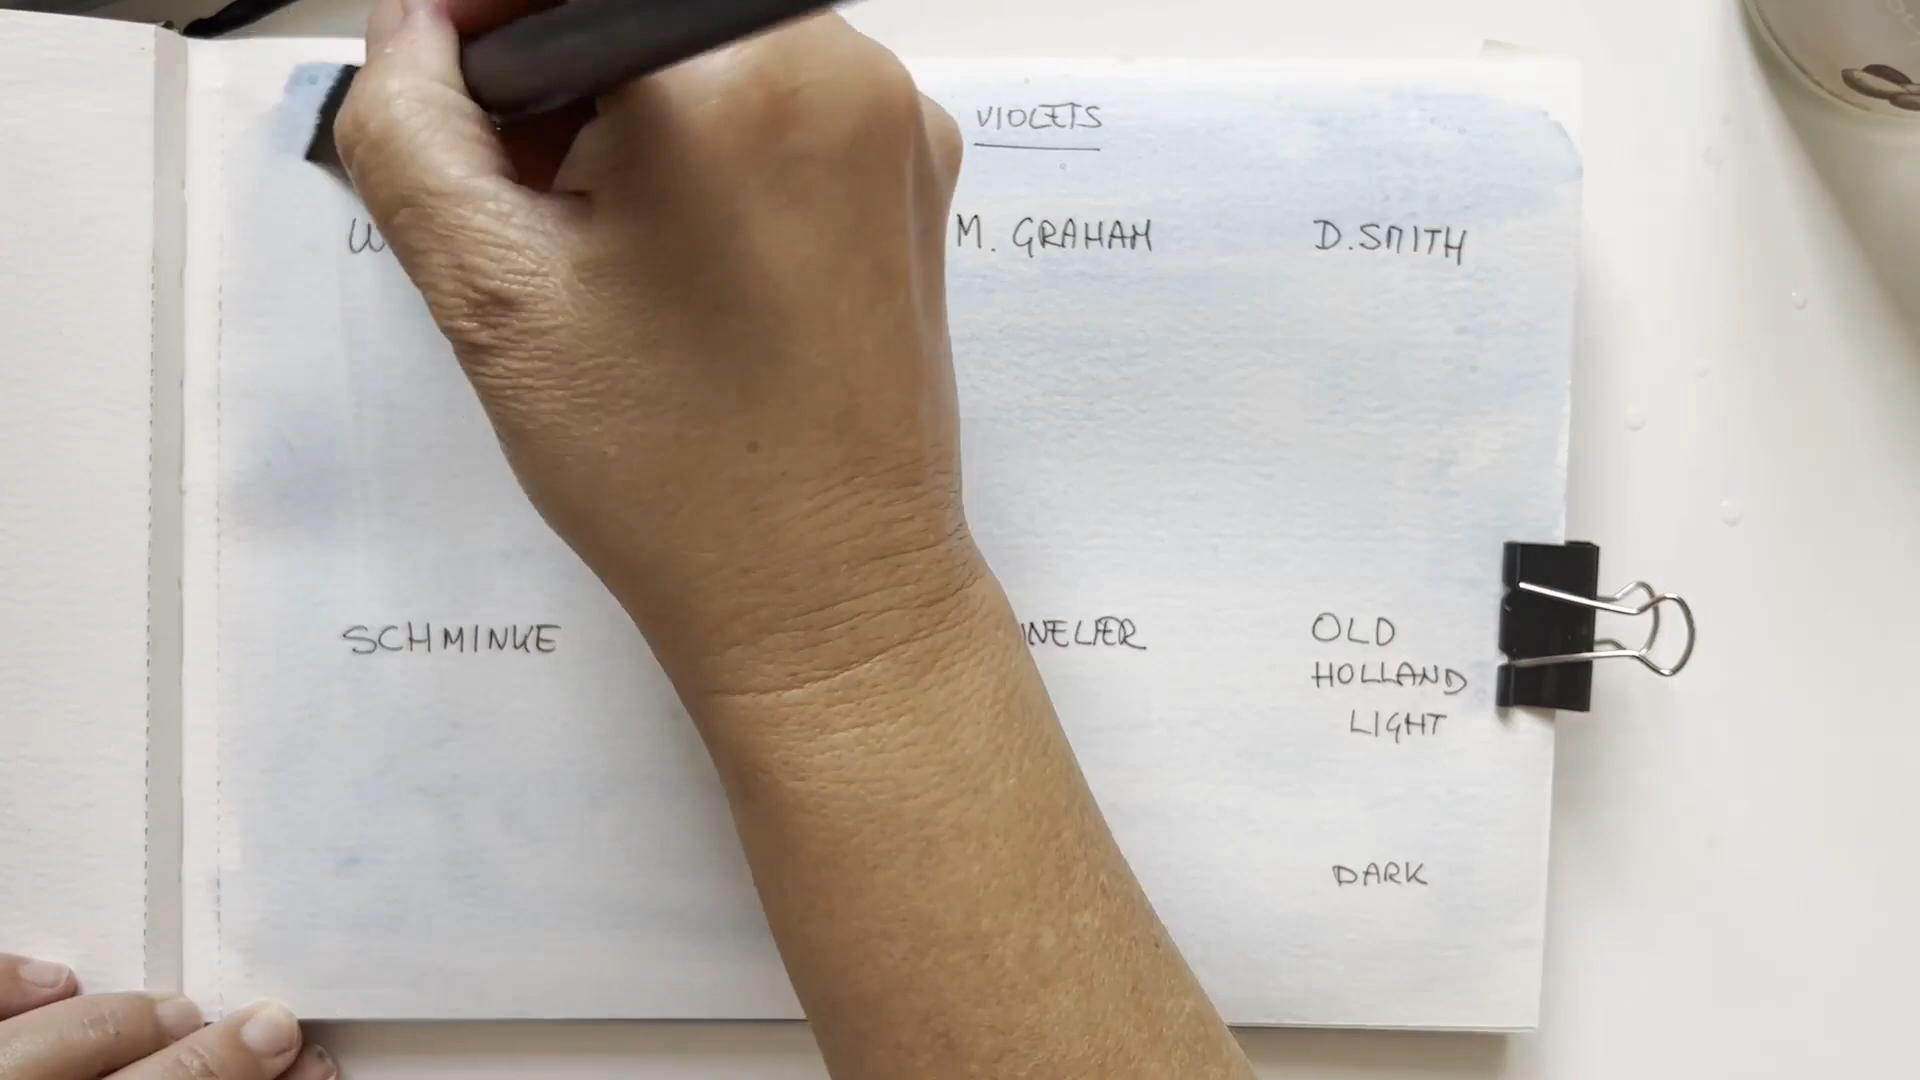 VIOLETS
M. GRAHAM
D. SMITH
SCHMINKE
OLD
HOLLAND
LIGHT
DARK